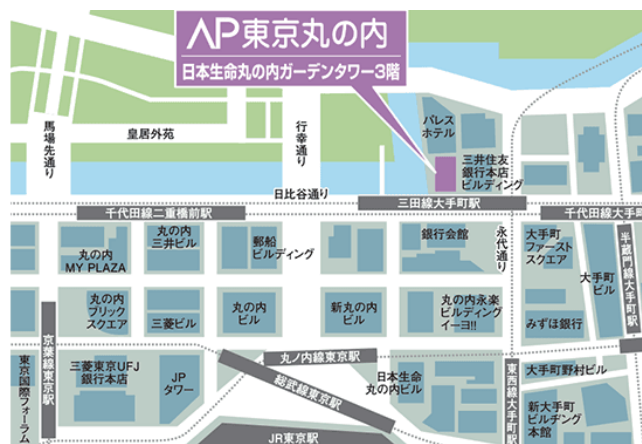 AP東京丸の内
日本生命丸の内ガーデンタワー3階
馬場先通り
皇居外苑
行幸通り
パレス
ホテル
三井住友
銀行本店
ビルディング
日比谷通り
三田線大手町駅
千代田線二重橋前駅
千代田線大手町
丸の内
MY PLAZA
丸の内
三井ビル
郵船
ビルディング
銀行会館
永代通り
大手町
ファースト
スクエア
大手町
ビル
半蔵門線大手町駅
丸の内
ブリック
スクエア
三菱ビル
丸の内
ビル
新丸の内
ビル
丸の内永楽
ビルディング
イーヨ!!
みずほ銀行
京葉線東京駅
東京国際フォーラム
三菱東京UFJ
銀行本店
JP
タワー
丸ノ内線東京駅
総武線東京駅
日本生命
丸の内ビル
東西線大手町駅
大手町野村ビル
新大手町
ビルヂング
本館
JR東京駅